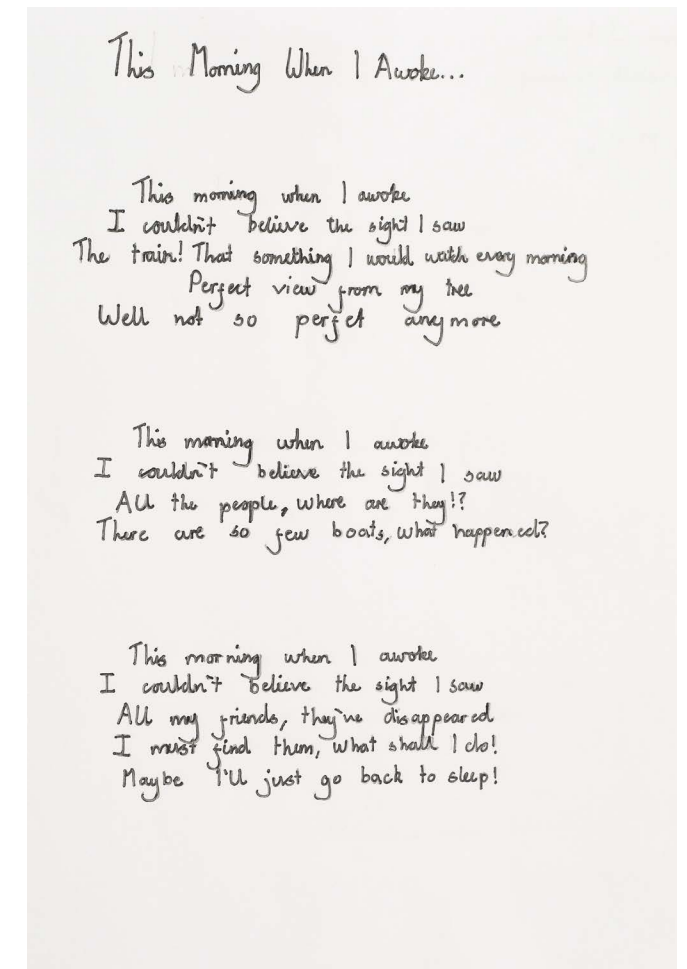 This Morning When I Awoke...
This morning when I awoke
I couldn't believe the sight I saw
The train! That something I would watch every morning
Perfect view from my tree
Well not so perfect anymore
This morning when I awoke
I couldn't believe the sight I saw
All the people, where are they!?
There are so few boats, what happened?
This morning when I awoke
I couldn't believe the sight I saw
All my friends, they've disappeared
I must find them, what shall I do!
Maybe I'll just go back to sleep!